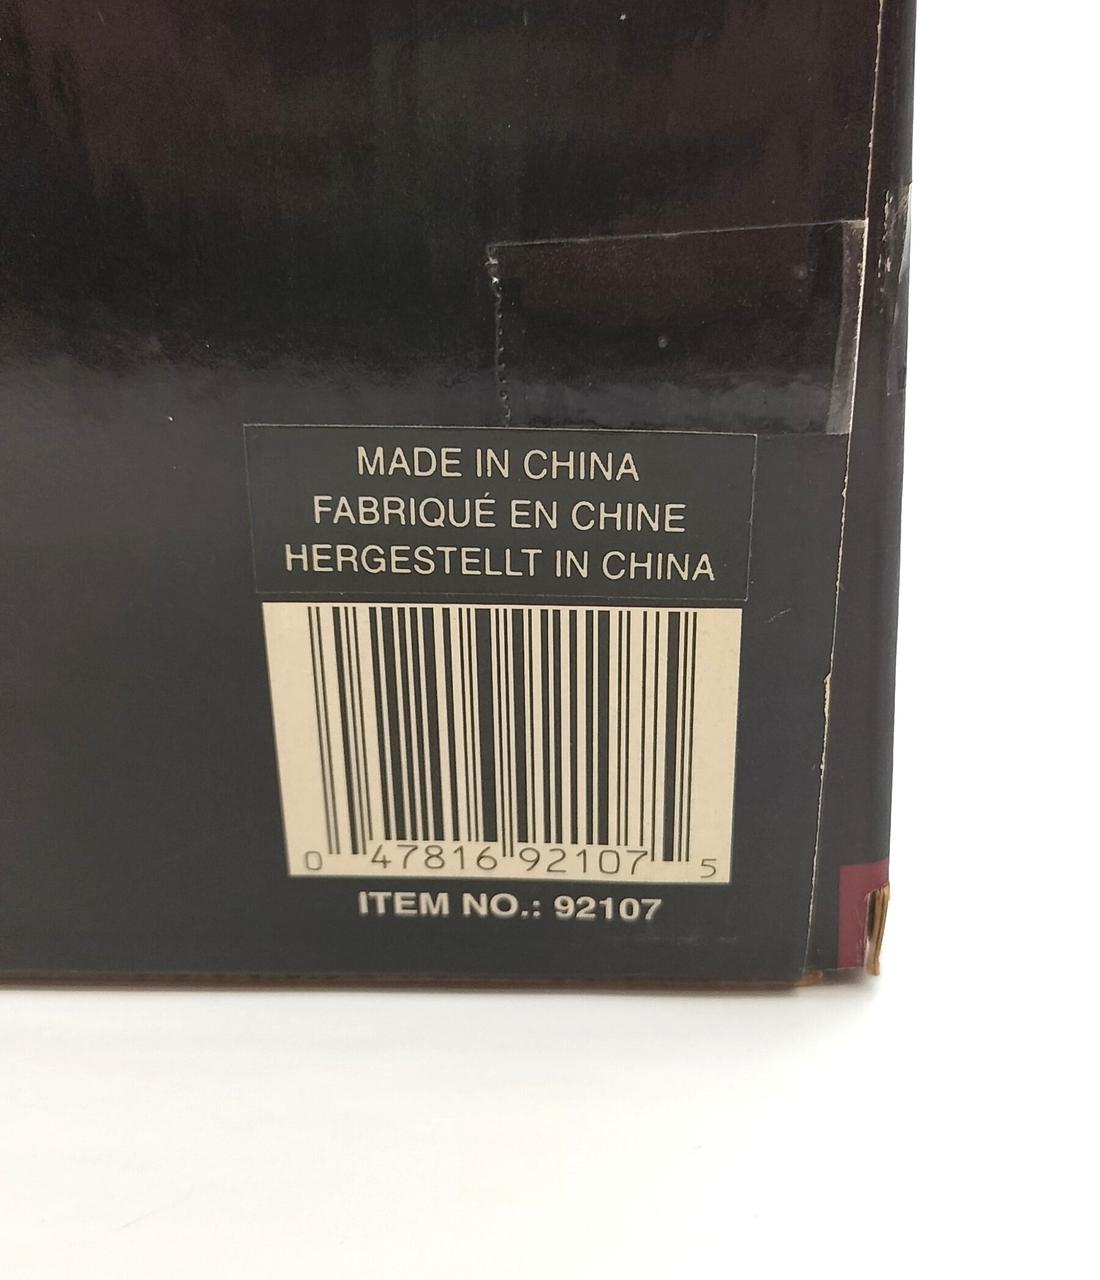 MADE IN CHINA
FABRIQUÉ EN CHINE
HERGESTELLT IN CHINA
0 47816 92107 5
ITEM NO.: 92107